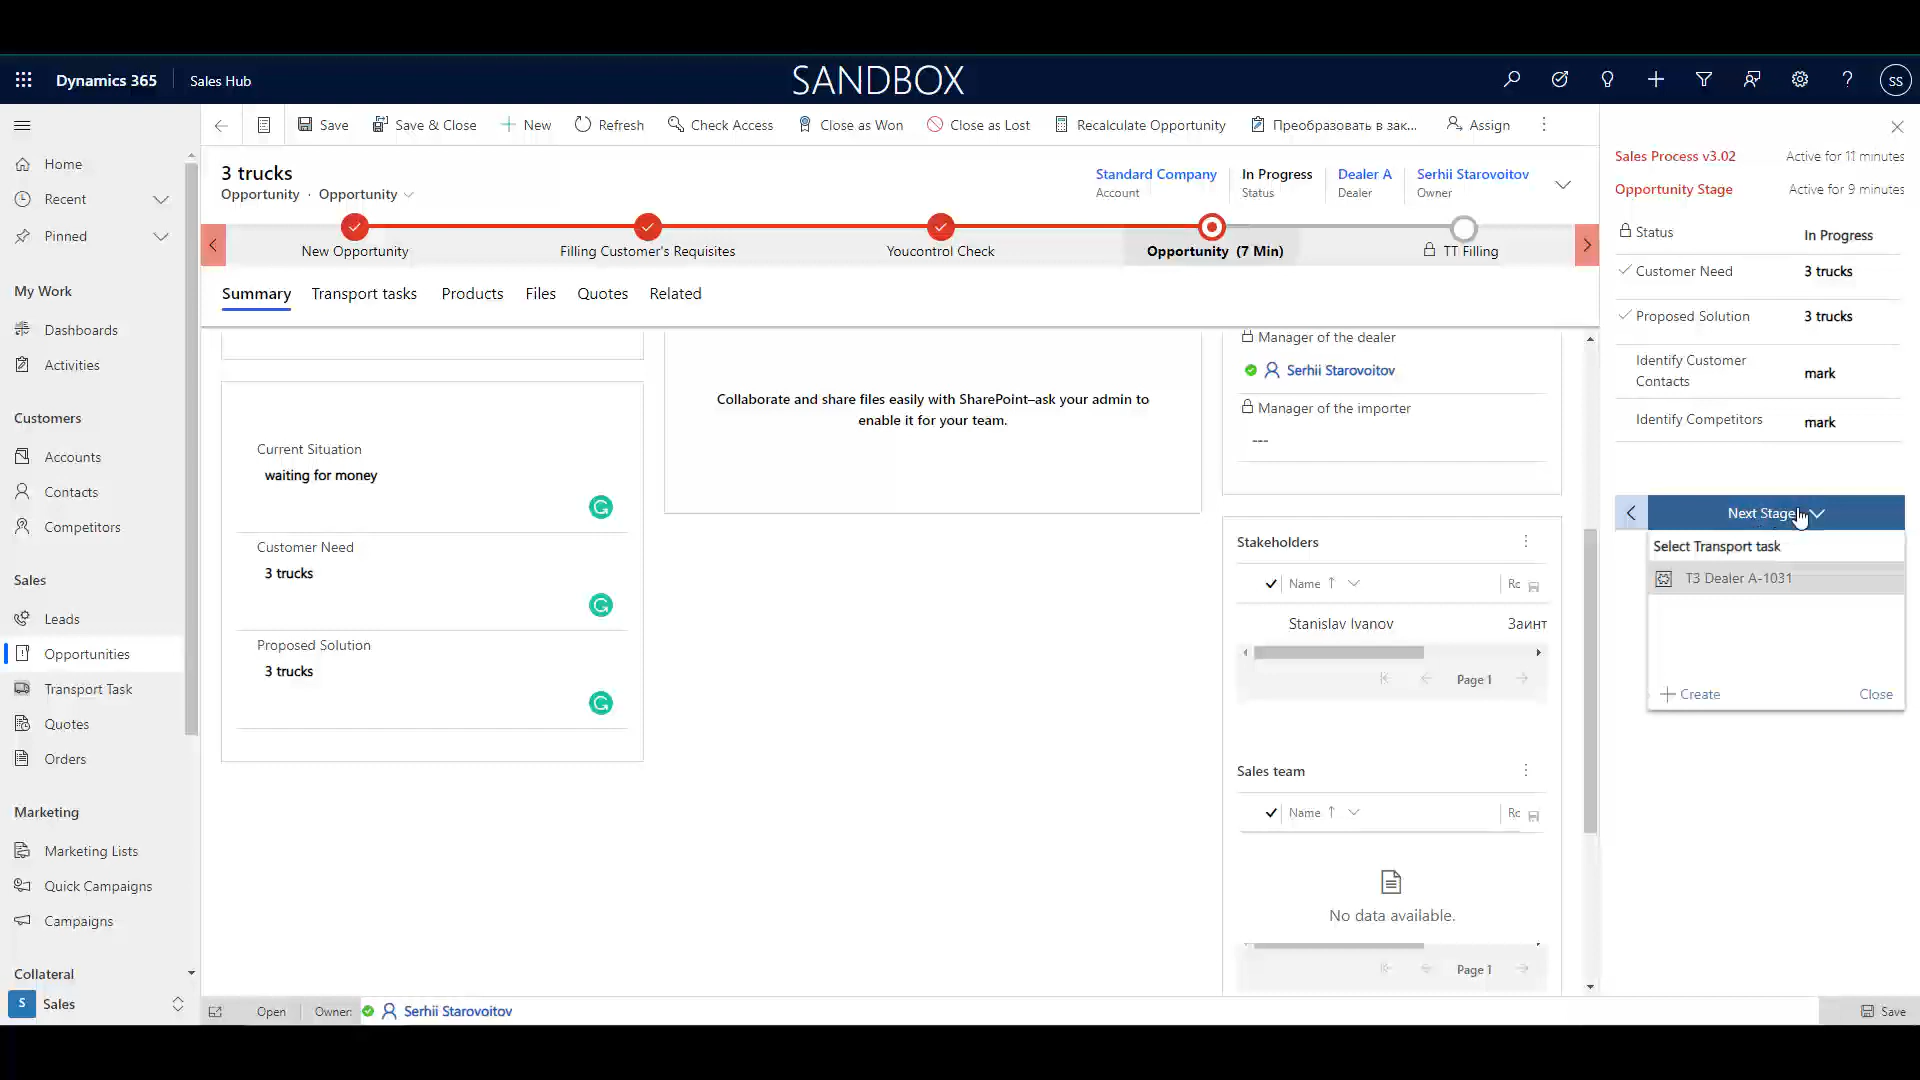 Dynamics 365
Sales Hub
SANDBOX
SS
Save
Save & Close
New
Refresh
Check Access
Close as Won
Close as Lost
Recalculate Opportunity
Преобразовать в зак...
Assign
Home
Recent
Pinned
My Work
Dashboards
Activities
Customers
Accounts
Contacts
Competitors
Sales
Leads
Opportunities
Transport Task
Quotes
Orders
Marketing
Marketing Lists
Quick Campaigns
Campaigns
Collateral
S
Sales
3 trucks
Opportunity · Opportunity
Standard Company
Account
In Progress
Status
Dealer A
Dealer
Serhii Starovoitov
Owner
New Opportunity
Filling Customer's Requisites
Youcontrol Check
Opportunity (7 Min)
TT Filling
Summary
Transport tasks
Products
Files
Quotes
Related
Current Situation
waiting for money
Customer Need
3 trucks
Proposed Solution
3 trucks
Collaborate and share files easily with SharePoint–ask your admin to
enable it for your team.
Manager of the dealer
Serhii Starovoitov
Manager of the importer
---
Stakeholders
Name ↑
Rc
Stanislav Ivanov
Заинт
Page 1
Sales team
Name ↑
Rc
No data available.
Page 1
Sales Process v3.02
Active for 11 minutes
Opportunity Stage
Active for 9 minutes
Status
In Progress
Customer Need
3 trucks
Proposed Solution
3 trucks
Identify Customer
Contacts
mark
Identify Competitors
mark
Next Stage
Select Transport task
T3 Dealer A-1031
Create
Close
Open
Owner:
Serhii Starovoitov
Save